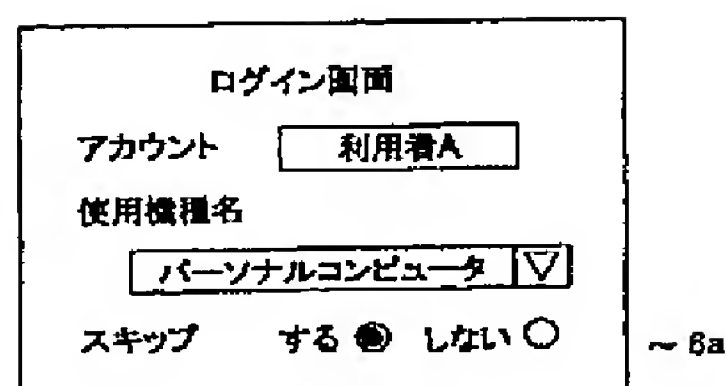 ログイン画面
アカウント 利用者A
使用機種名
パーソナルコンピュータ ▽
スキップ する ◉ しない ○ ～6a